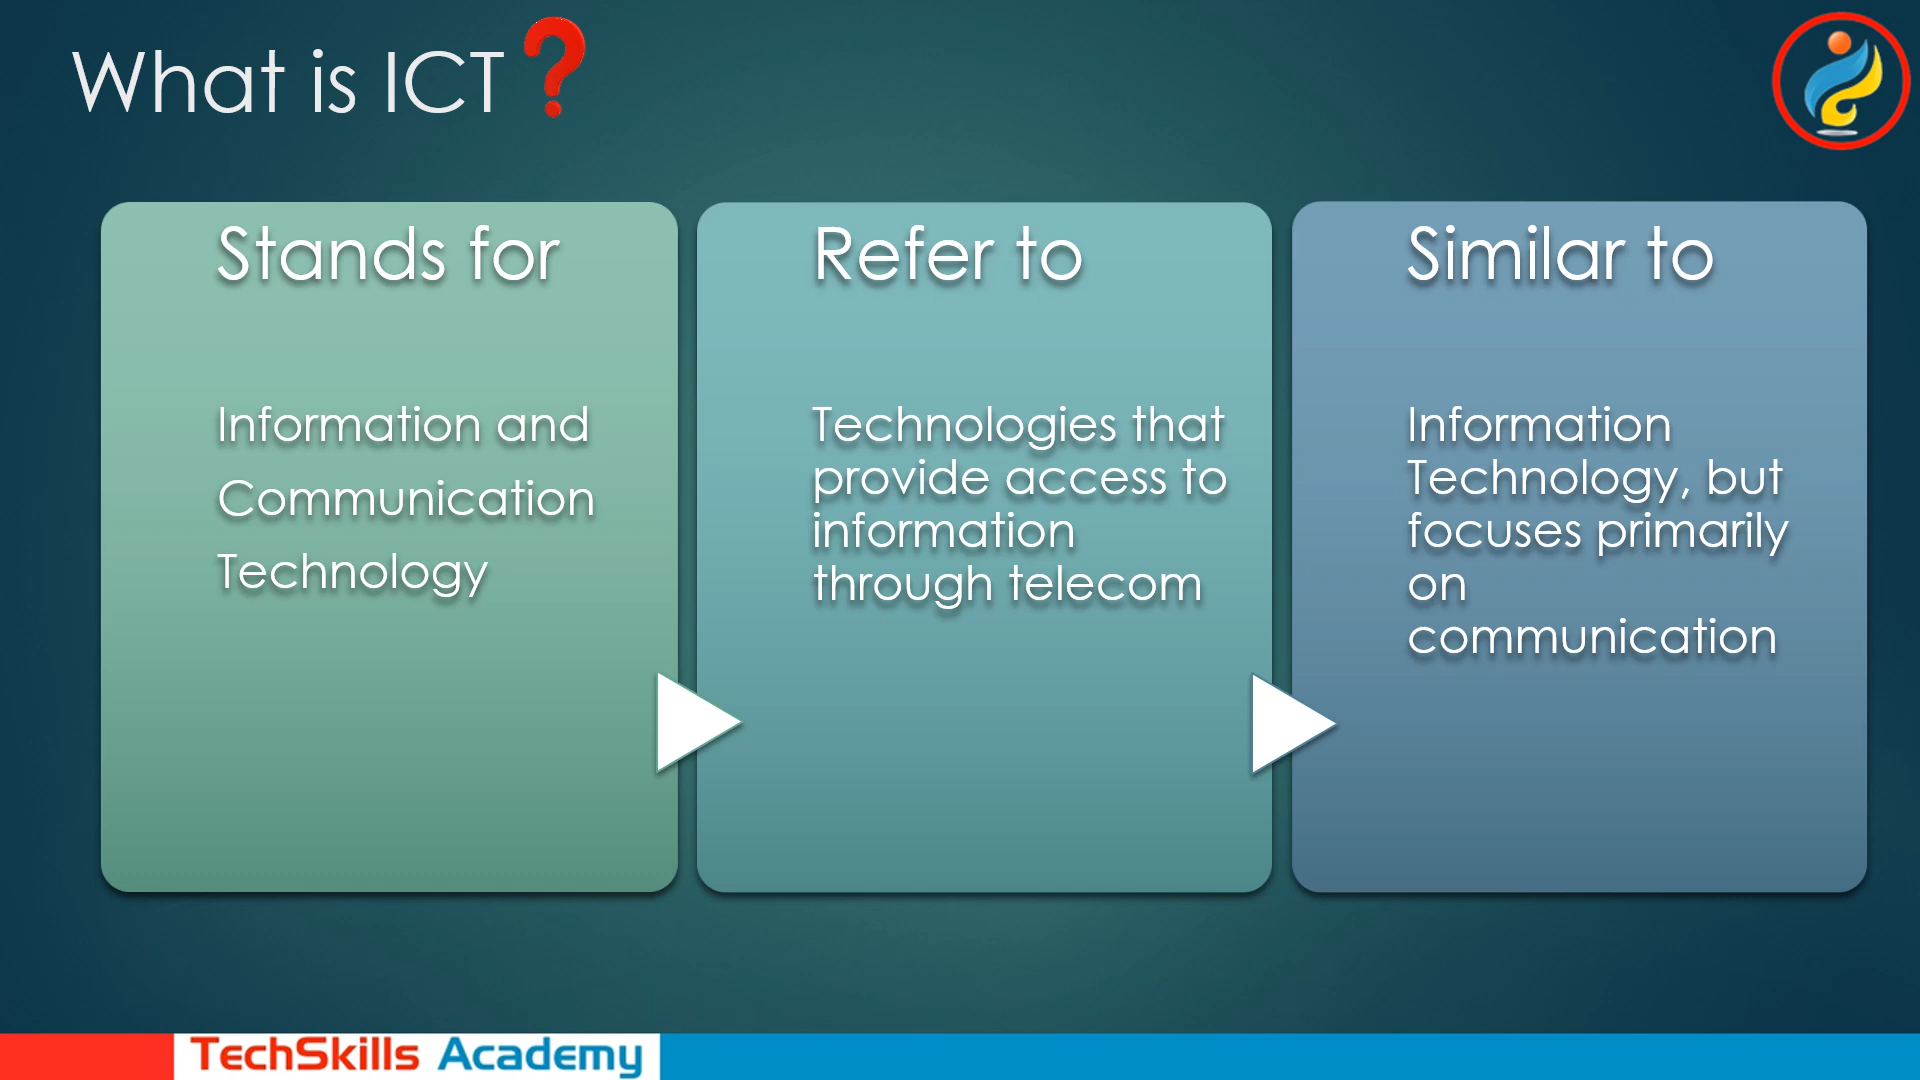 What is ICT❓
Stands for
Information and
Communication
Technology
Refer to
Technologies that
provide access to
information
through telecom
Similar to
Information
Technology, but
focuses primarily
on
communication
TechSkills Academy